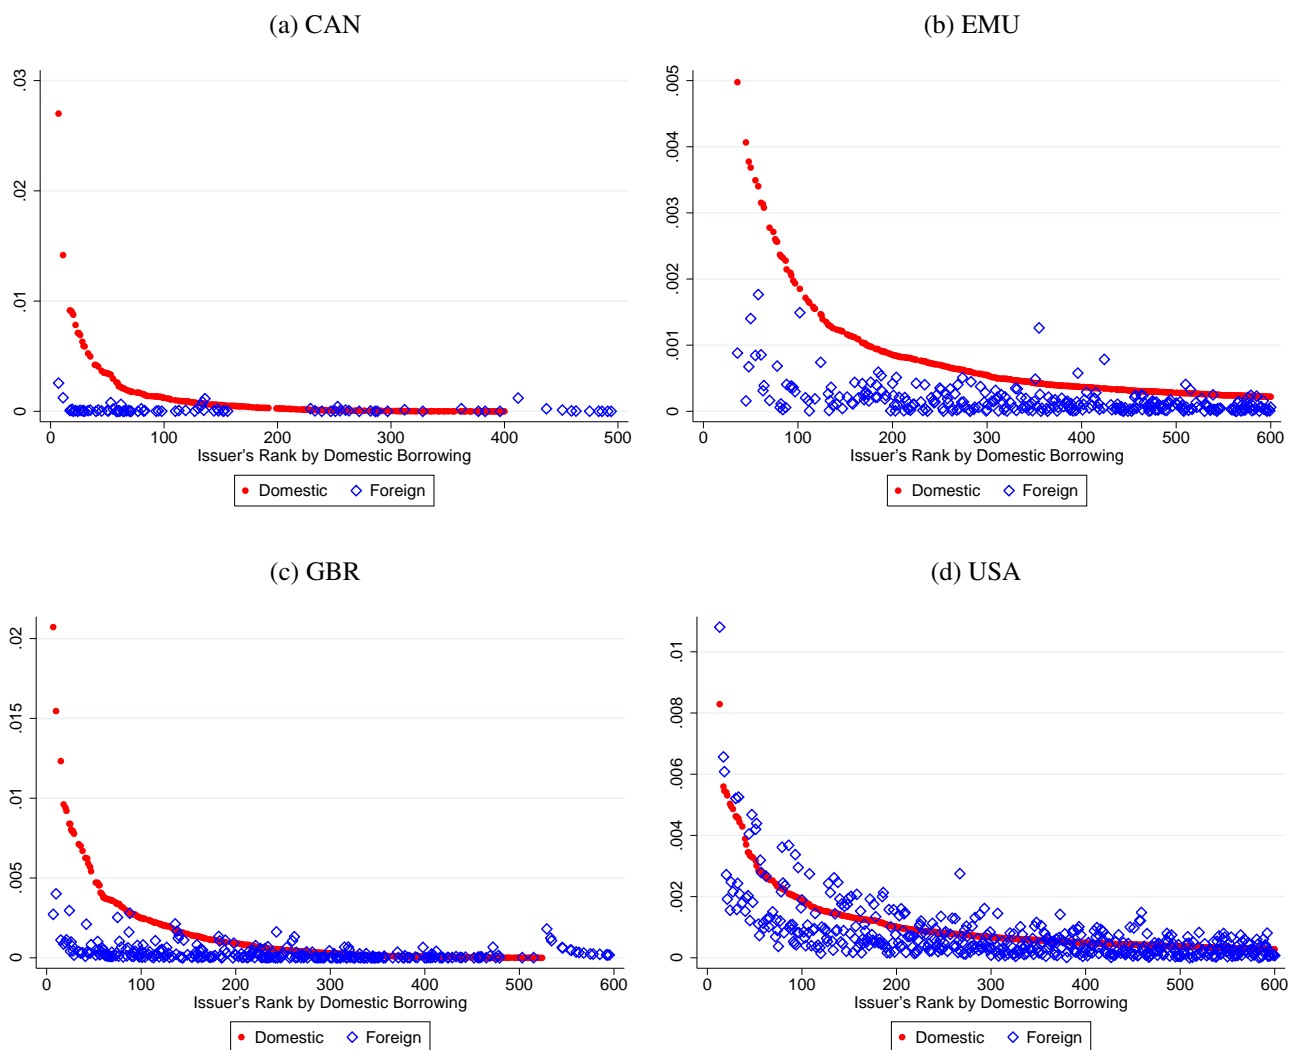 (a) CAN
.03
.02
.01
0
0 100 200 300 400 500
Issuer's Rank by Domestic Borrowing
Domestic Foreign
(b) EMU
.005
.004
.003
.002
.001
0
0 100 200 300 400 500 600
Issuer's Rank by Domestic Borrowing
Domestic Foreign
(c) GBR
.02
.015
.01
.005
0
0 100 200 300 400 500 600
Issuer's Rank by Domestic Borrowing
Domestic Foreign
(d) USA
.01
.008
.006
.004
.002
0
0 100 200 300 400 500 600
Issuer's Rank by Domestic Borrowing
Domestic Foreign